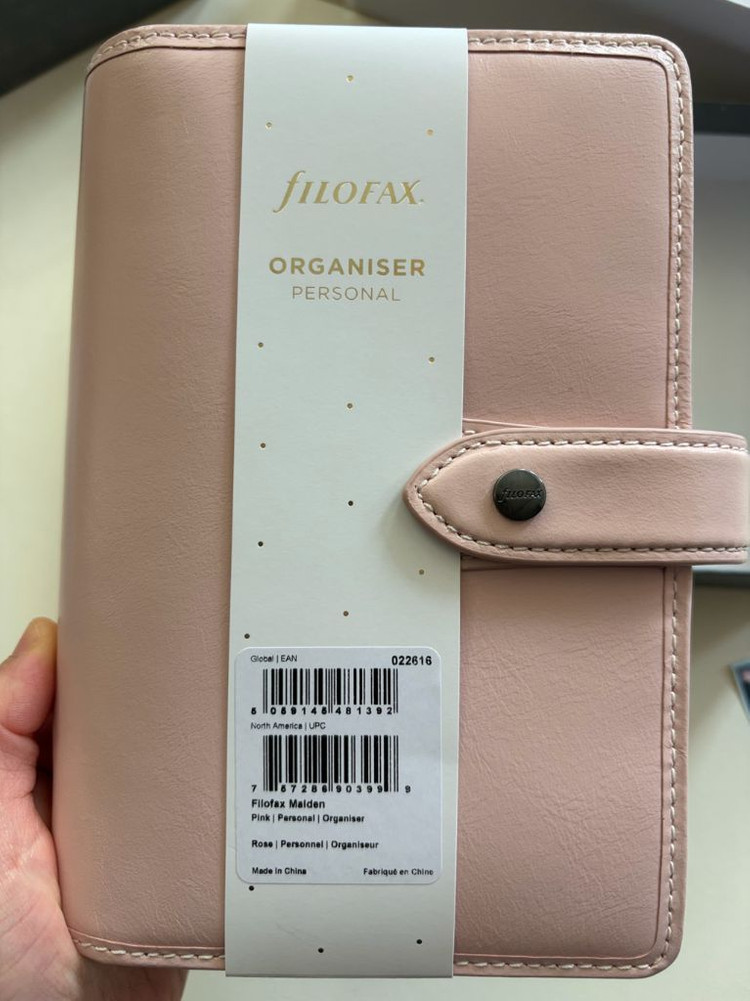 FILOFAX
ORGANISER
PERSONAL
FILOFAX
Global | EAN 022616
5 059145 481392
North America | UPC
7 57286 90399 9
Filofax Malden
Pink | Personal | Organiser
Rose | Personnel | Organiseur
Made in China Fabriqué en Chine